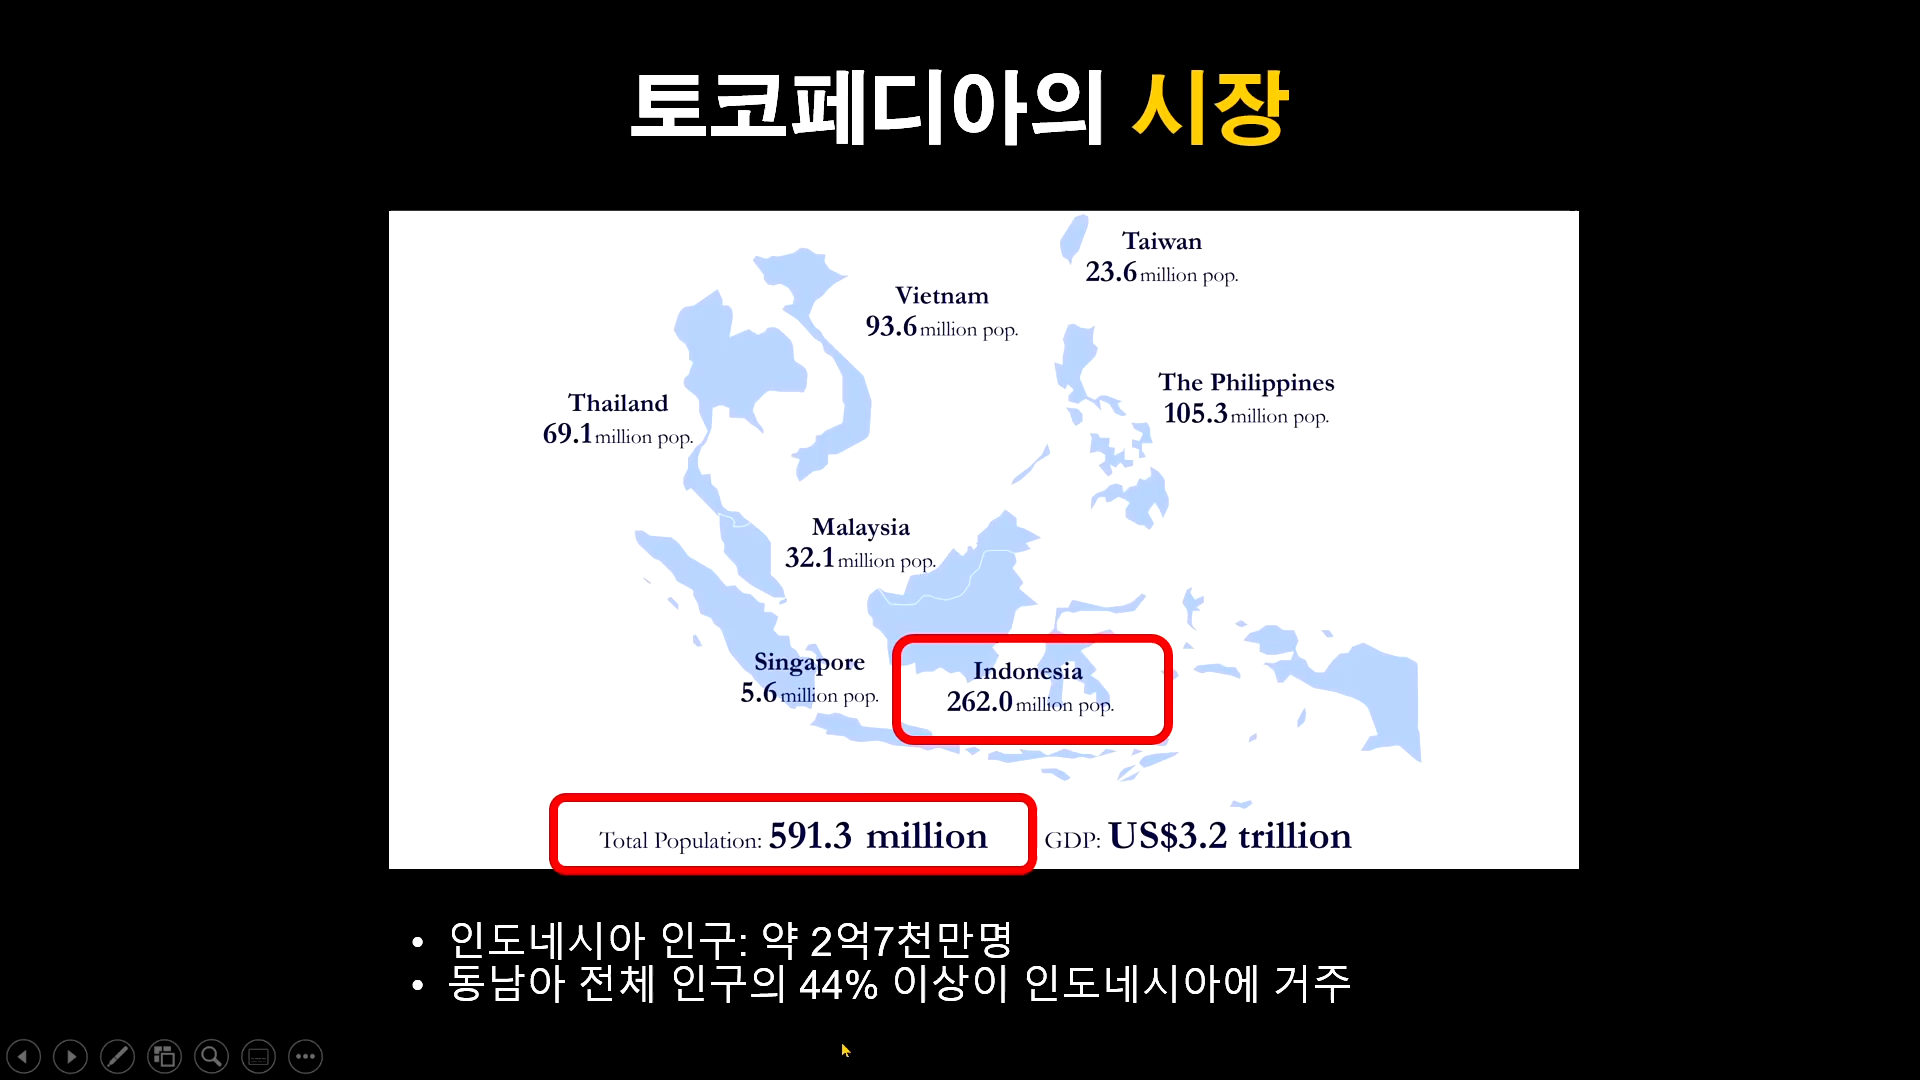 토코페디아의 시장
Taiwan
23.6 million pop.
Vietnam
93.6 million pop.
The Philippines
105.3 million pop.
Thailand
69.1 million pop.
Malaysia
32.1 million pop.
Singapore
5.6 million pop.
Indonesia
262.0 million pop.
Total Population: 591.3 million GDP: US$3.2 trillion
• 인도네시아 인구: 약 2억7천만명
• 동남아 전체 인구의 44% 이상이 인도네시아에 거주